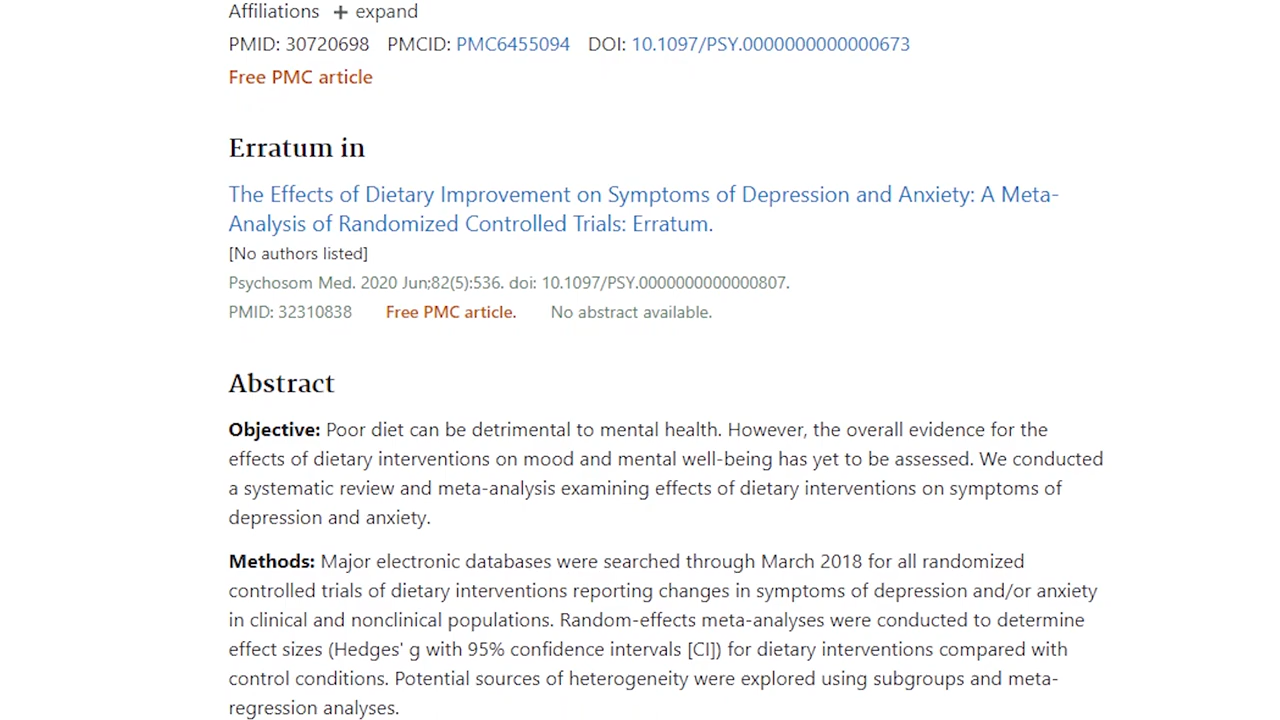 Affiliations + expand
PMID: 30720698 PMCID: PMC6455094 DOI: 10.1097/PSY.0000000000000673
Free PMC article
Erratum in
The Effects of Dietary Improvement on Symptoms of Depression and Anxiety: A Meta-
Analysis of Randomized Controlled Trials: Erratum.
[No authors listed]
Psychosom Med. 2020 Jun;82(5):536. doi: 10.1097/PSY.0000000000000807.
PMID: 32310838 Free PMC article. No abstract available.
Abstract
Objective: Poor diet can be detrimental to mental health. However, the overall evidence for the
effects of dietary interventions on mood and mental well-being has yet to be assessed. We conducted
a systematic review and meta-analysis examining effects of dietary interventions on symptoms of
depression and anxiety.
Methods: Major electronic databases were searched through March 2018 for all randomized
controlled trials of dietary interventions reporting changes in symptoms of depression and/or anxiety
in clinical and nonclinical populations. Random-effects meta-analyses were conducted to determine
effect sizes (Hedges' g with 95% confidence intervals [CI]) for dietary interventions compared with
control conditions. Potential sources of heterogeneity were explored using subgroups and meta-
regression analyses.